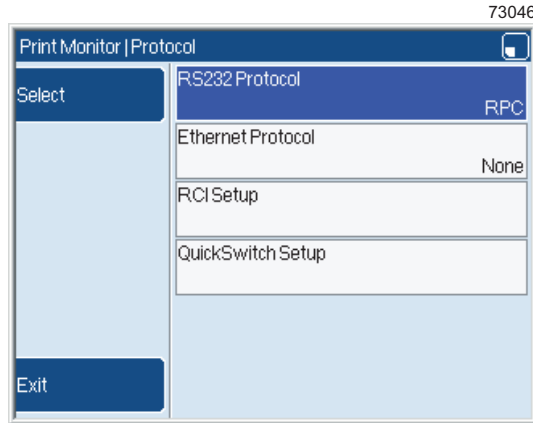 73046
Print Monitor | Protocol
Select
RS232 Protocol
RPC
Ethernet Protocol
None
RCI Setup
QuickSwitch Setup
Exit